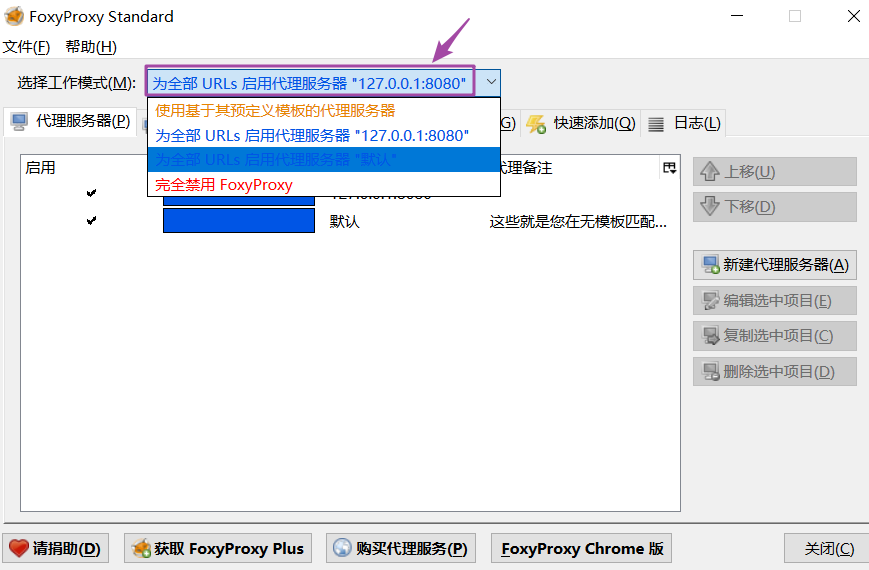 FoxyProxy Standard
文件(F) 帮助(H)
选择工作模式(M): 为全部 URLs 启用代理服务器 "127.0.0.1:8080"
使用基于其预定义模板的代理服务器
为全部 URLs 启用代理服务器 "127.0.0.1:8080"
为全部 URLs 启用代理服务器 "默认"
完全禁用 FoxyProxy
代理服务器(P) G) 快速添加(Q) 日志(L)
启用 代理备注
默认 这些就是您在无模板匹配...
上移(U)
下移(D)
新建代理服务器(A)
编辑选中项目(E)
复制选中项目(C)
删除选中项目(D)
请捐助(D) 获取 FoxyProxy Plus 购买代理服务(P) FoxyProxy Chrome 版 关闭(C)